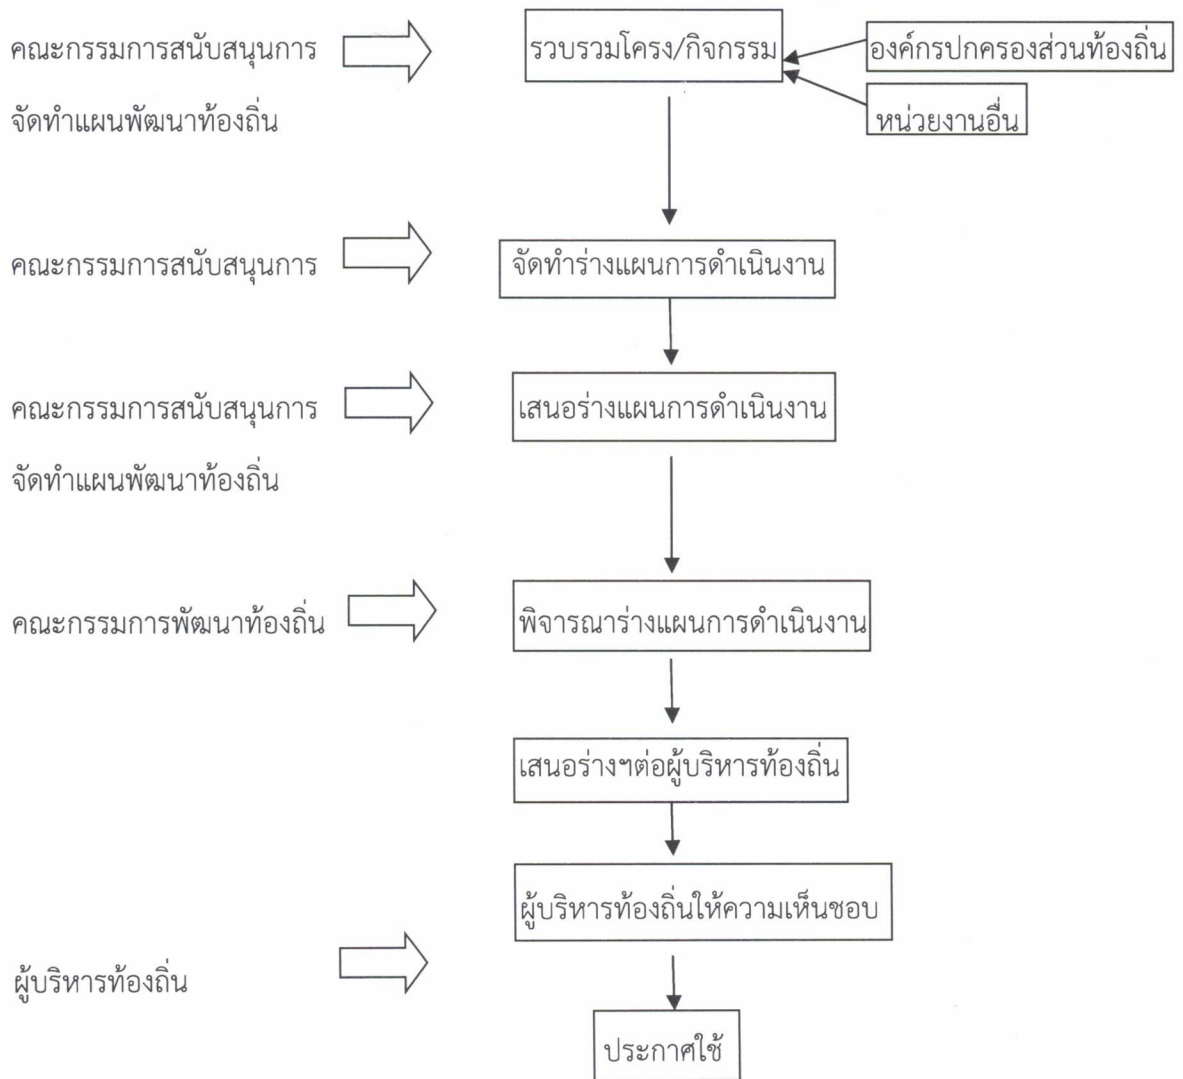 คณะกรรมการสนับสนุนการ
รวบรวมโครง/กิจกรรม
องค์กรปกครองส่วนท้องถิ่น
จัดทำแผนพัฒนาท้องถิ่น
หน่วยงานอื่น
คณะกรรมการสนับสนุนการ
จัดทำร่างแผนการดำเนินงาน
คณะกรรมการสนับสนุนการ
เสนอร่างแผนการดำเนินงาน
จัดทำแผนพัฒนาท้องถิ่น
คณะกรรมการพัฒนาท้องถิ่น
พิจารณาร่างแผนการดำเนินงาน
เสนอร่างฯต่อผู้บริหารท้องถิ่น
ผู้บริหารท้องถิ่นให้ความเห็นชอบ
ผู้บริหารท้องถิ่น
ประกาศใช้